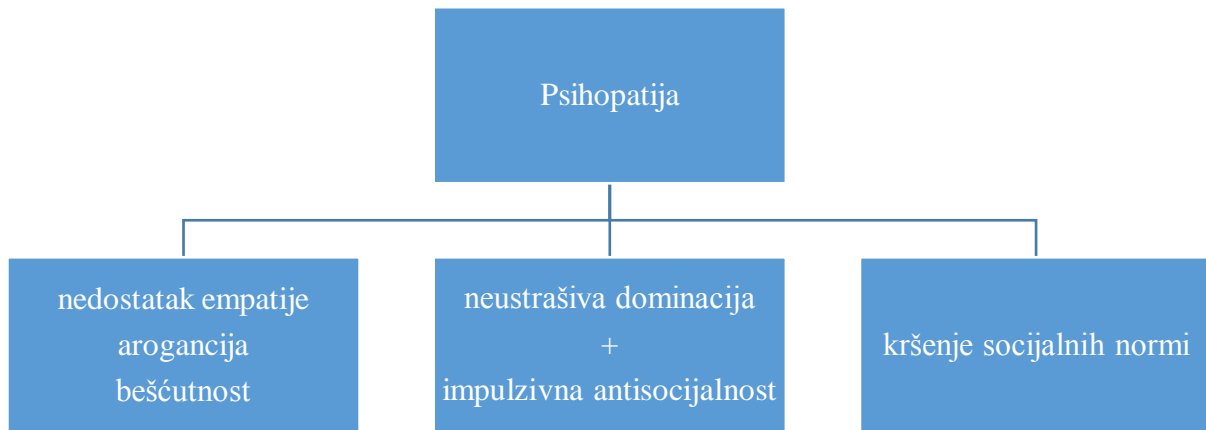 Psihopatija
nedostatak empatije
arogancija
bešćutnost
neustrašiva dominacija
+
impulzivna antisocijalnost
kršenje socijalnih normi